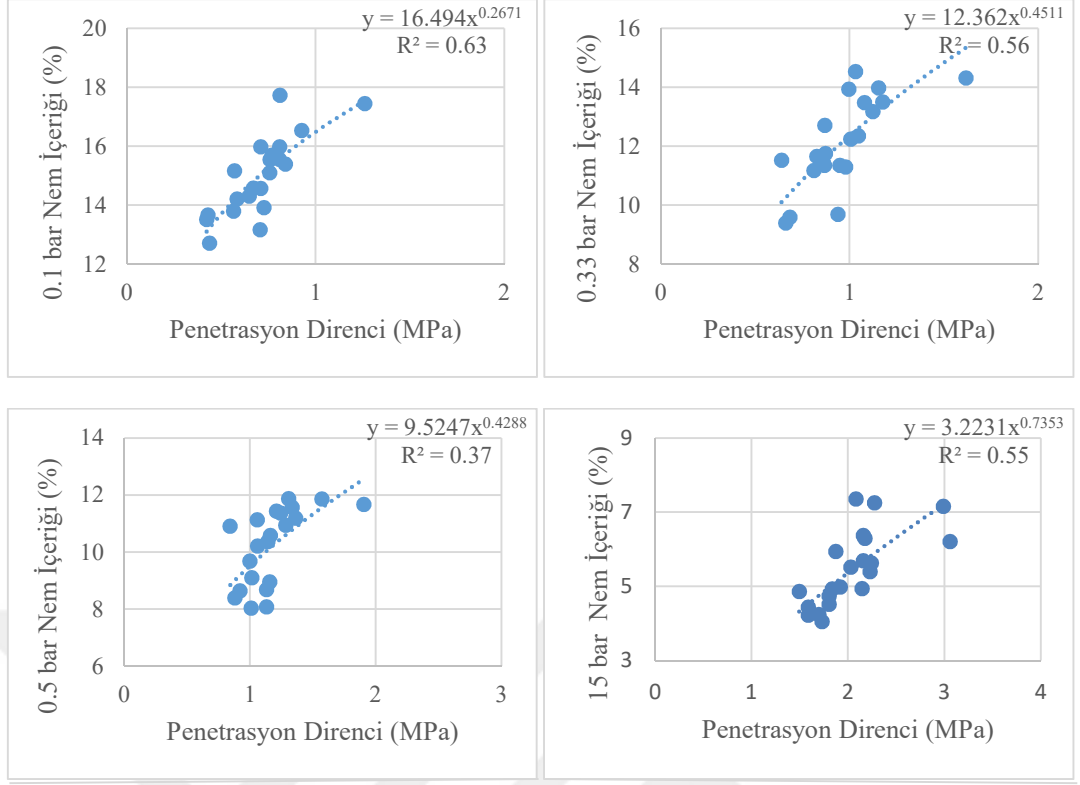 y = 16.494x^0.2671
R² = 0.63
20
18
16
14
12
0.1 bar Nem İçeriği (%)
0
1
2
Penetrasyon Direnci (MPa)
y = 12.362x^0.4511
R² = 0.56
16
14
12
10
8
0.33 bar Nem İçeriği (%)
0
1
2
Penetrasyon Direnci (MPa)
y = 9.5247x^0.4288
R² = 0.37
14
12
10
8
6
0.5 bar Nem İçeriği (%)
0
1
2
3
Penetrasyon Direnci (MPa)
y = 3.2231x^0.7353
R² = 0.55
9
7
5
3
15 bar Nem İçeriği (%)
0
1
2
3
4
Penetrasyon Direnci (MPa)